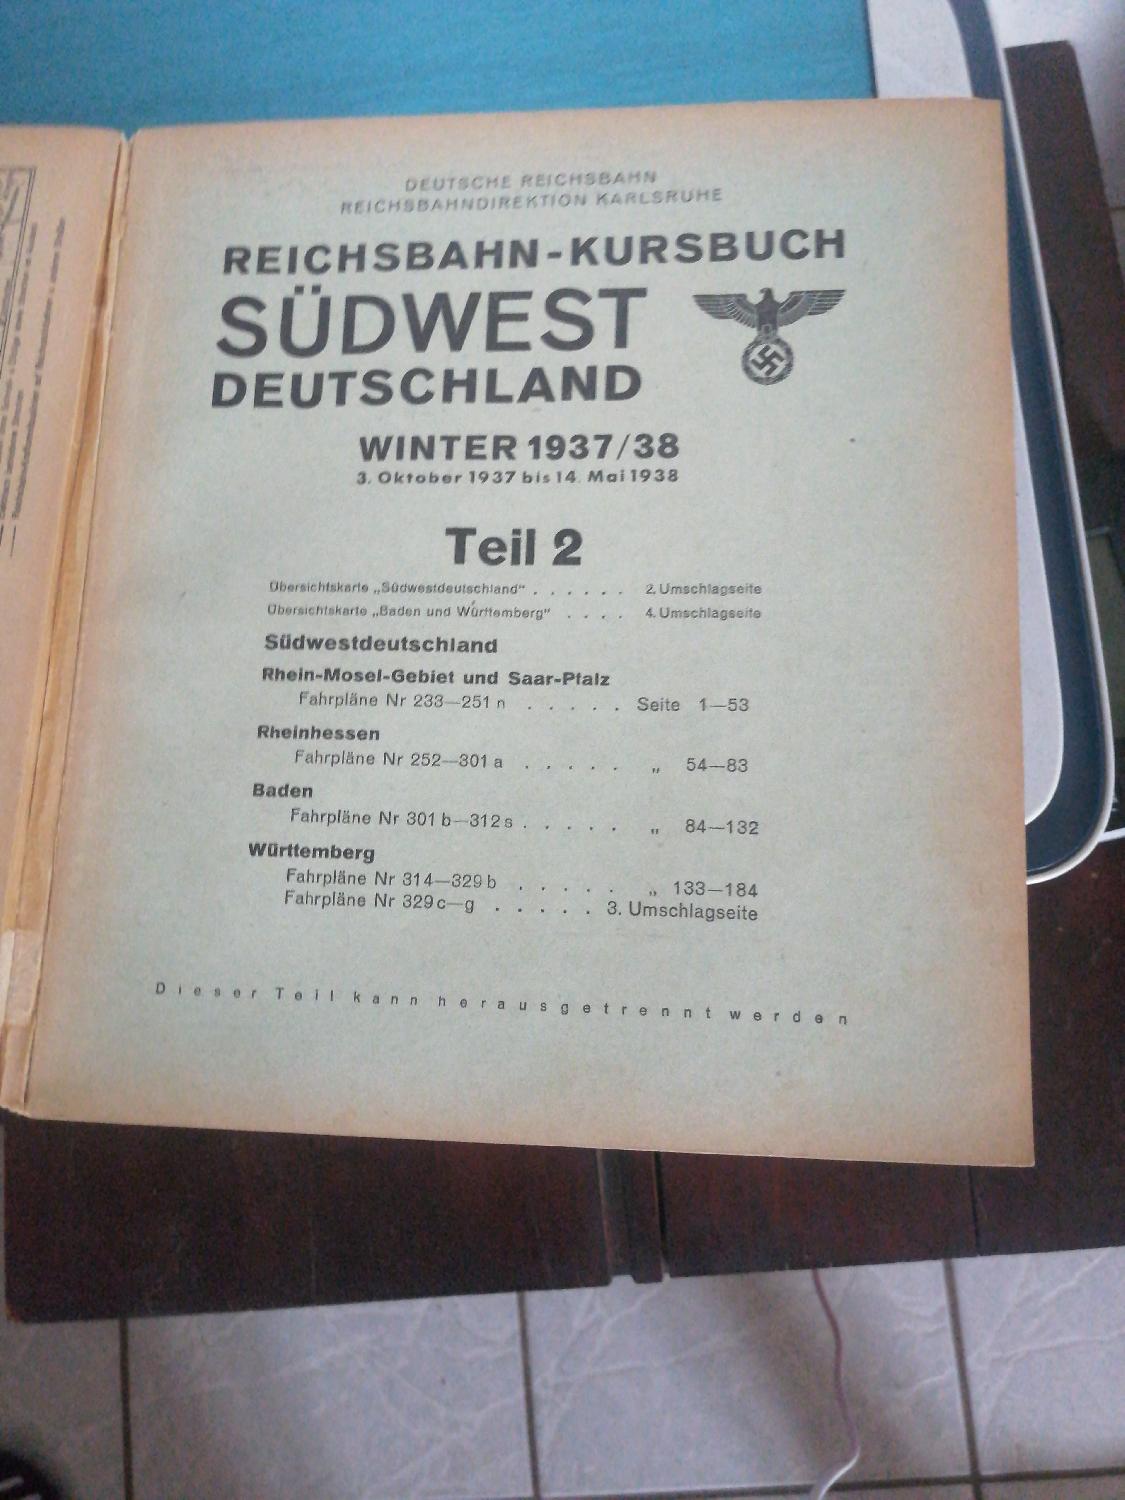 DEUTSCHE REICHSBAHN
REICHSBAHNDIREKTION KARLSRUHE
REICHSBAHN-KURSBUCH
SÜDWEST
DEUTSCHLAND
WINTER 1937/38
3. Oktober 1937 bis 14. Mai 1938
Teil 2
Übersichtskarte „Südwestdeutschland“ . . . . . . 2. Umschlagseite
Übersichtskarte „Baden und Württemberg“ . . . . 4. Umschlagseite
Südwestdeutschland
Rhein-Mosel-Gebiet und Saar-Pfalz
Fahrpläne Nr 233—251 n . . . . . Seite 1—53
Rheinhessen
Fahrpläne Nr 252—301 a . . . . . „ 54—83
Baden
Fahrpläne Nr 301 b—312 s . . . . . „ 84—132
Württemberg
Fahrpläne Nr 314—329 b . . . . . „ 133—184
Fahrpläne Nr 329 c—g . . . . . 3. Umschlagseite
Dieser Teil kann herausgetrennt werden